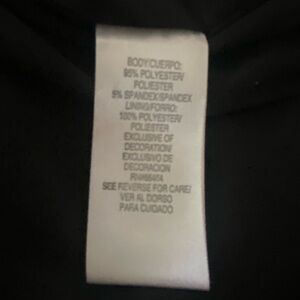 BODY/CUERPO:
95% POLYESTER/
POLIESTER
5% SPANDEX/SPANDEX
LINING/FORRO:
100% POLYESTER/
POLIESTER
EXCLUSIVE OF
DECORATION/
EXCLUSIVO DE
DECORACION
SEE REVERSE FOR CARE/
VER AL DORSO
PARA CUIDADO